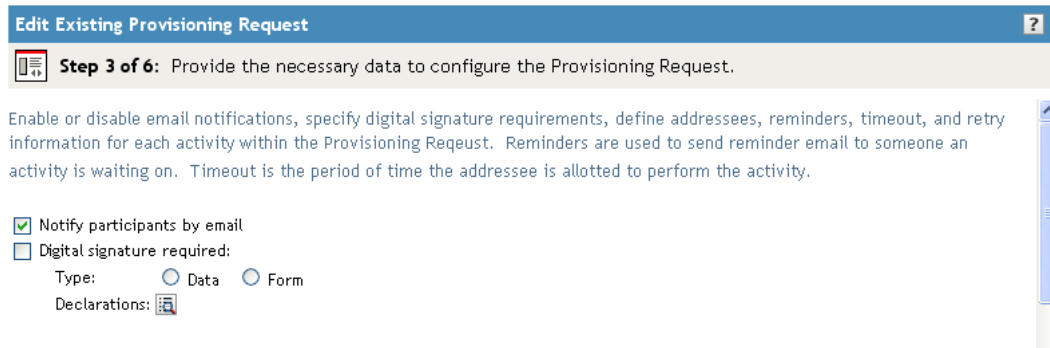 Edit Existing Provisioning Request
?
Step 3 of 6: Provide the necessary data to configure the Provisioning Request.
Enable or disable email notifications, specify digital signature requirements, define addressees, reminders, timeout, and retry
information for each activity within the Provisioning Reqeust. Reminders are used to send reminder email to someone an
activity is waiting on. Timeout is the period of time the addressee is allotted to perform the activity.
Notify participants by email
Digital signature required:
Type: Data Form
Declarations: